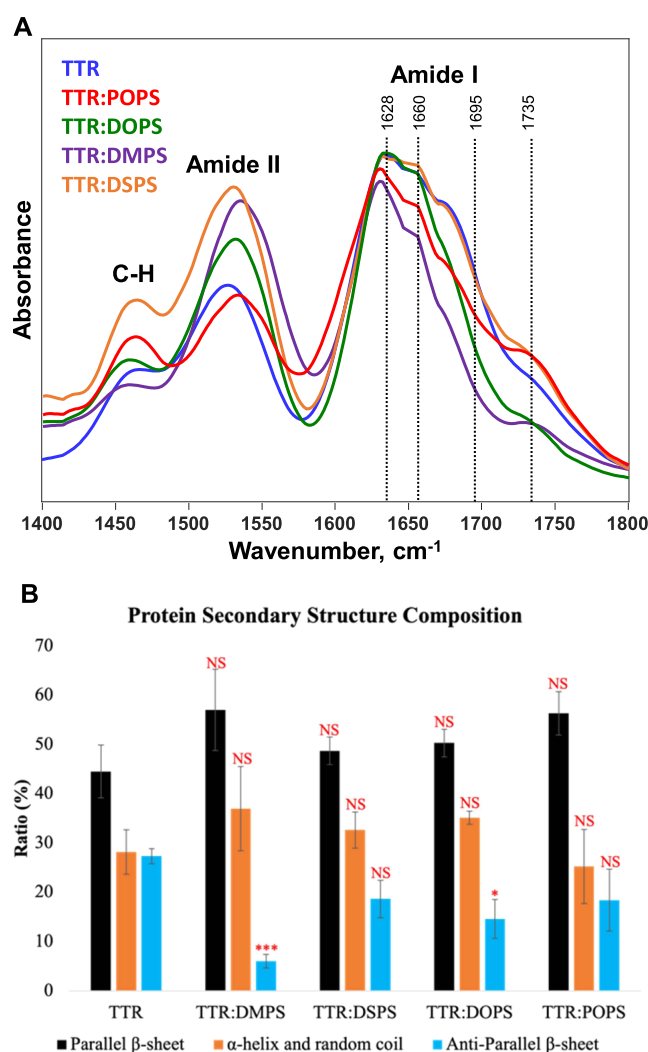 A
TTR
TTR:POPS
TTR:DOPS
TTR:DMPS
TTR:DSPS
C-H
Amide II
Amide I
1628
1660
1695
1735
Absorbance
1400 1450 1500 1550 1600 1650 1700 1750 1800
Wavenumber, cm-1
B
Protein Secondary Structure Composition
Ratio (%)
70
60
50
40
30
20
10
0
NS
NS
***
NS
NS
NS
NS
NS
*
NS
NS
NS
TTR TTR:DMPS TTR:DSPS TTR:DOPS TTR:POPS
Parallel β-sheet α-helix and random coil Anti-Parallel β-sheet